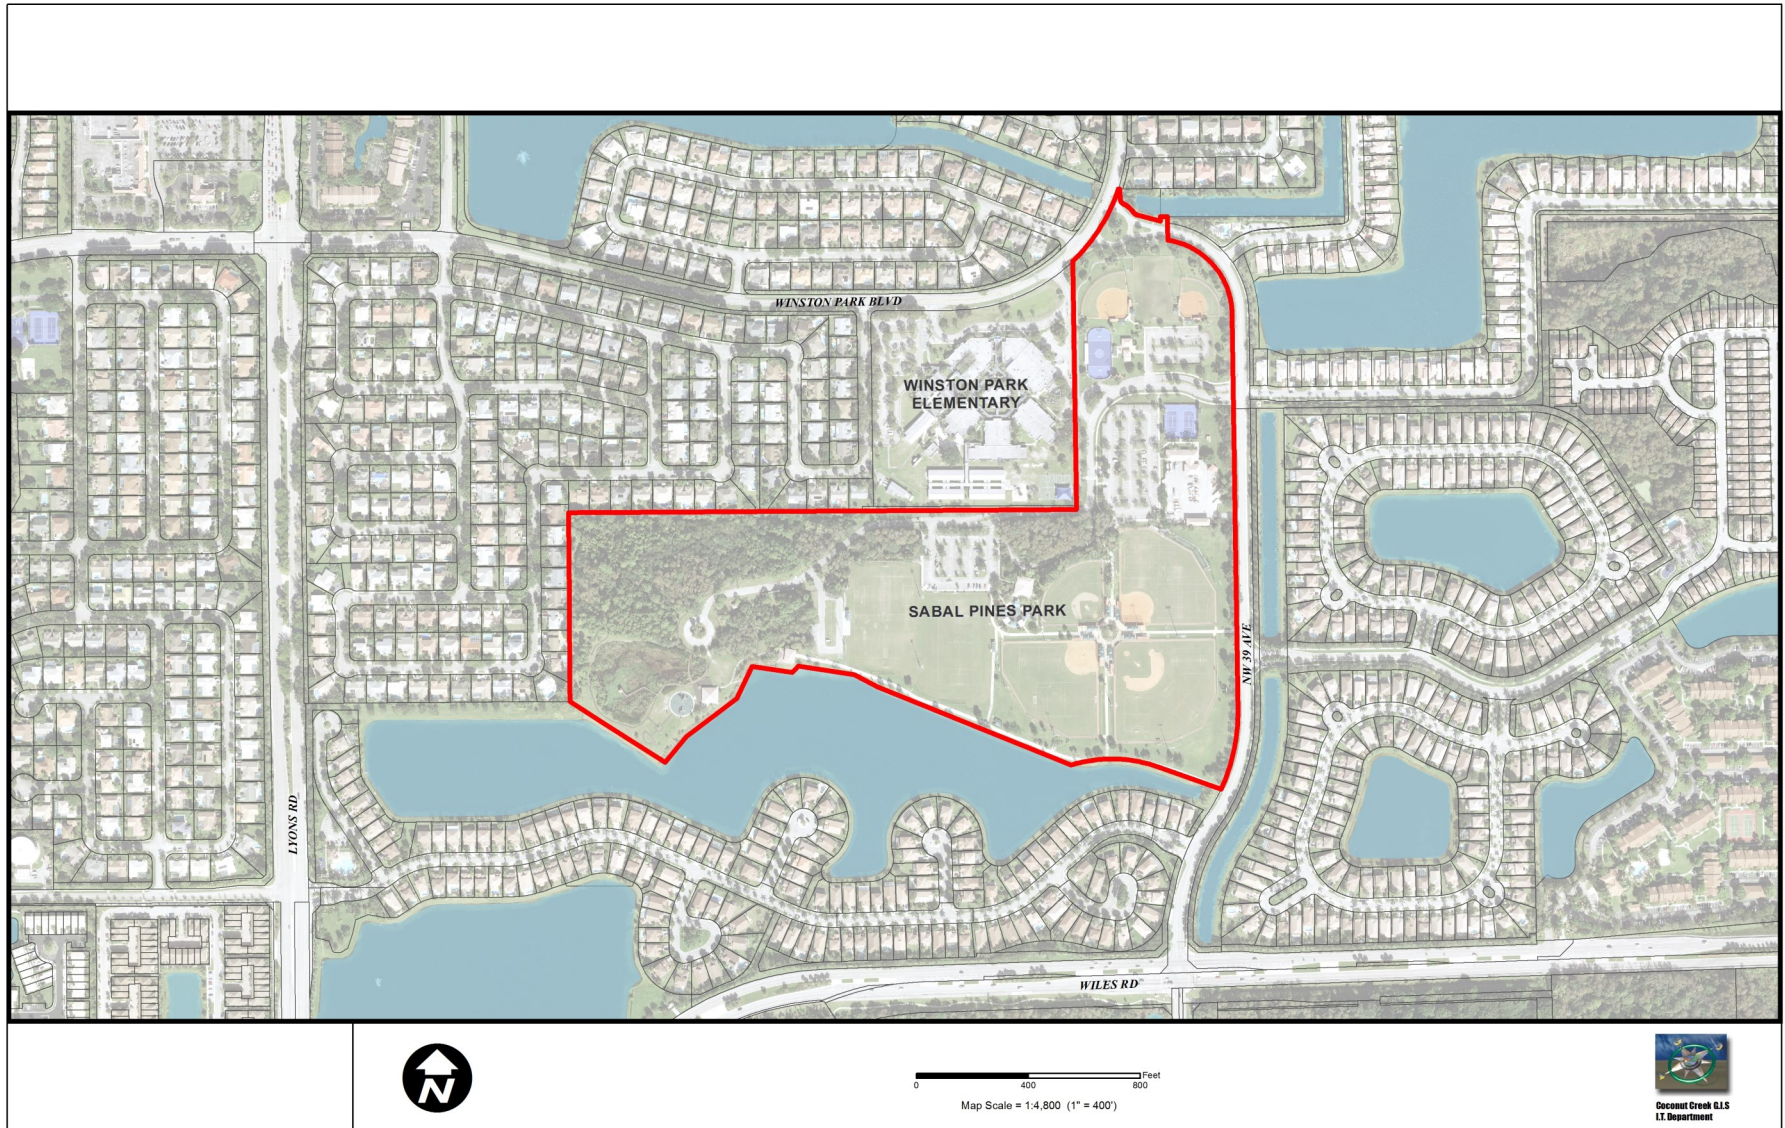 WINSTON PARK BLVD
WINSTON PARK
ELEMENTARY
SABAL PINES PARK
NW 39 AVE
LYONS RD
WILES RD
N
Feet
0 400 800
Map Scale = 1:4,800 (1" = 400')
Coconut Creek G.I.S
I.T. Department